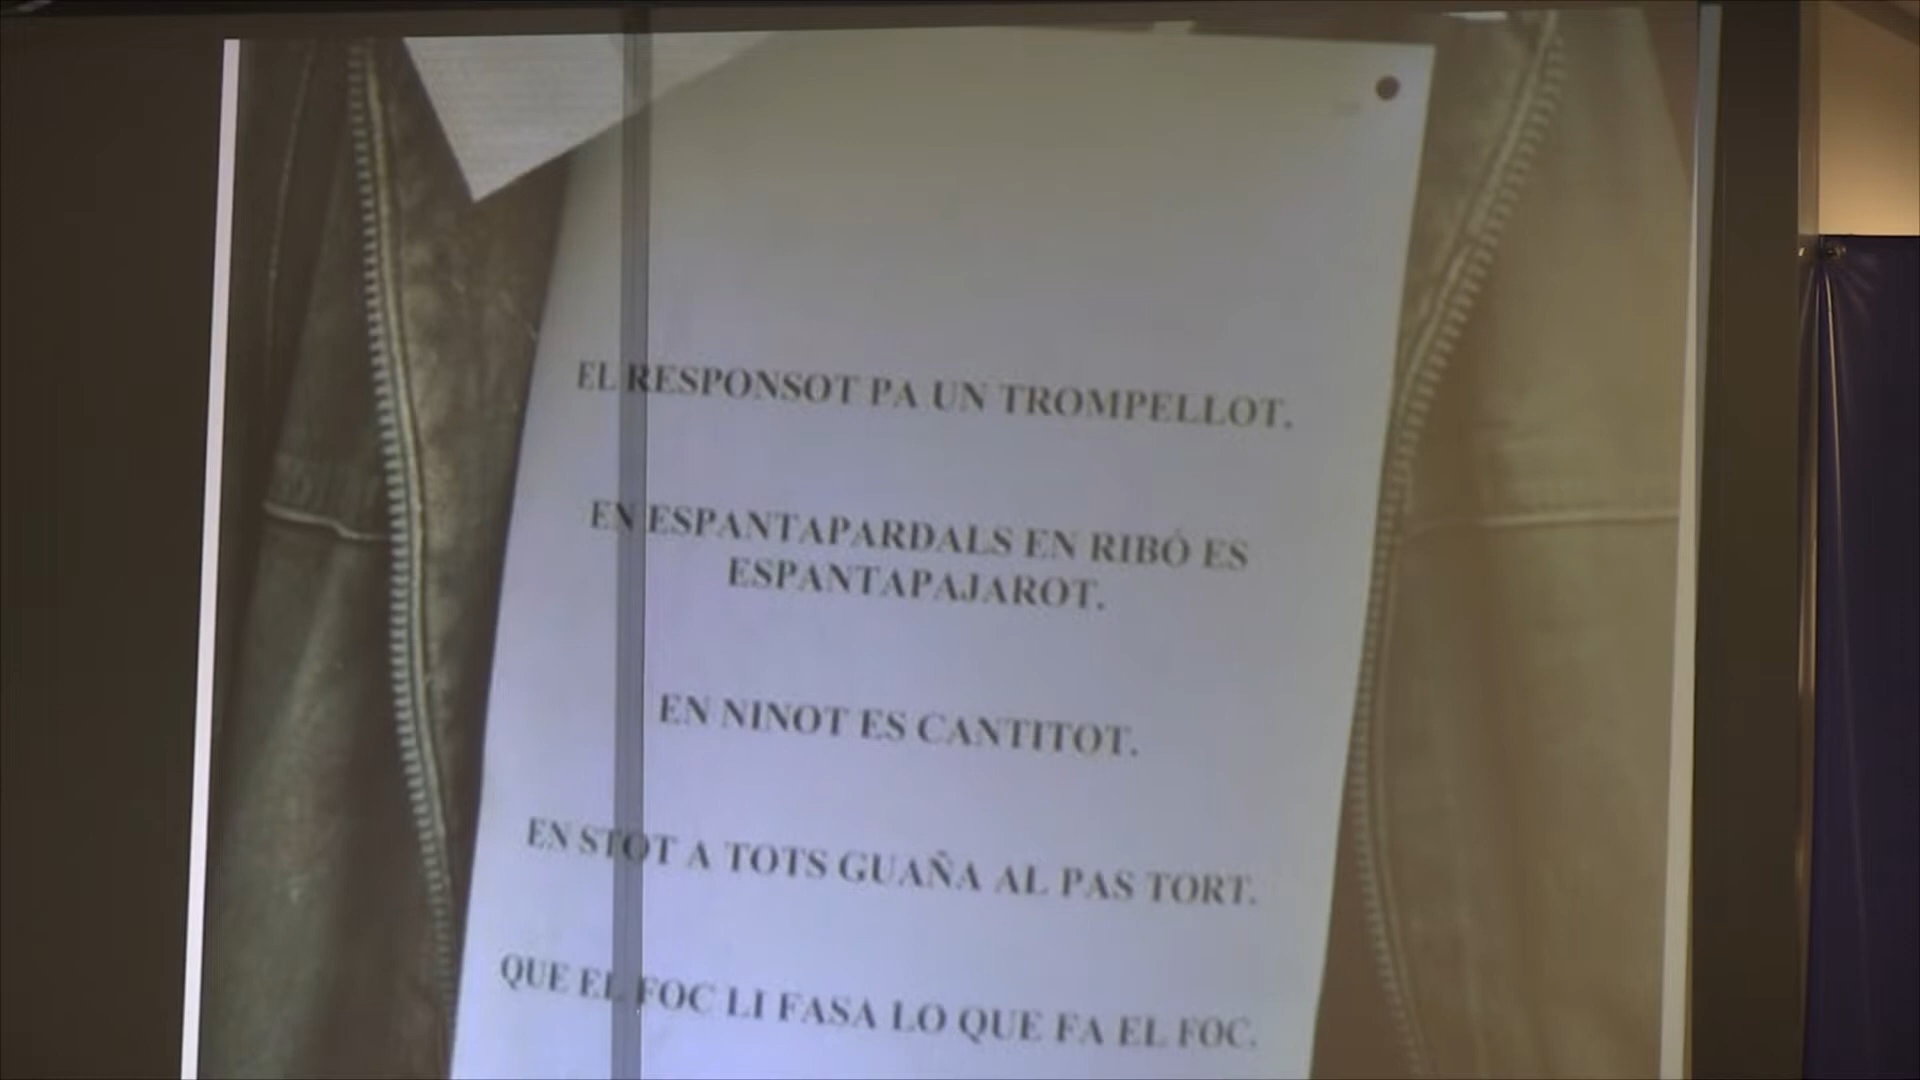 EL RESPONSOT PA UN TROMPELLOT.
EN ESPANTAPARDALS EN RIBÓ ES
ESPANTAPAJAROT.
EN NINOT ES CANTITOT.
EN STOT A TOTS GUAÑA AL PAS TORT.
QUE EL FOC LI FASA LO QUE FA EL FOC.